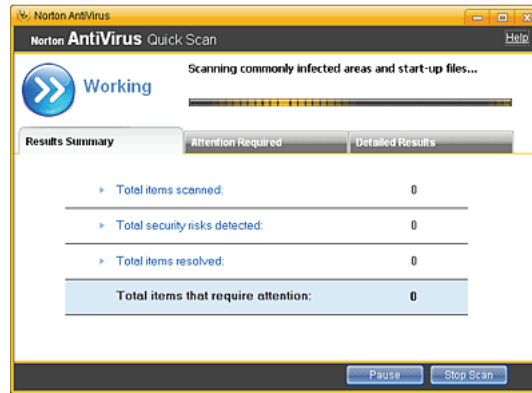 Norton AntiVirus
Norton AntiVirus Quick Scan
Help
Working
Scanning commonly infected areas and start-up files...
Results Summary
Attention Required
Detailed Results
Total items scanned: 0
Total security risks detected: 0
Total items resolved: 0
Total items that require attention: 0
Pause
Stop Scan